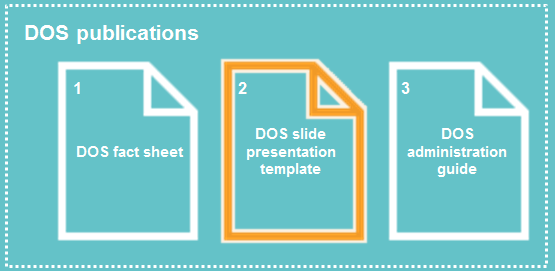 DOS publications
1
DOS fact sheet
2
DOS slide
presentation
template
3
DOS
administration
guide